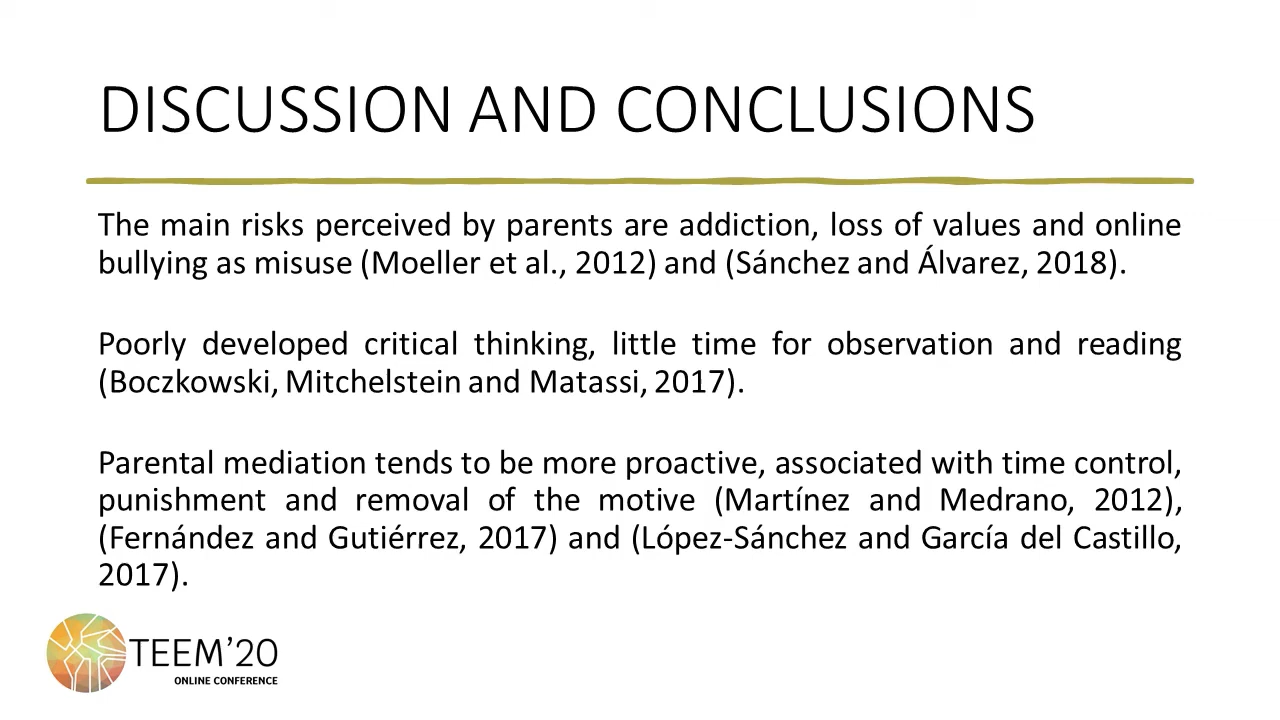 DISCUSSION AND CONCLUSIONS
The main risks perceived by parents are addiction, loss of values and online
bullying as misuse (Moeller et al., 2012) and (Sánchez and Álvarez, 2018).
Poorly developed critical thinking, little time for observation and reading
(Boczkowski, Mitchelstein and Matassi, 2017).
Parental mediation tends to be more proactive, associated with time control,
punishment and removal of the motive (Martínez and Medrano, 2012),
(Fernández and Gutiérrez, 2017) and (López-Sánchez and García del Castillo,
2017).
TEEM’20
ONLINE CONFERENCE